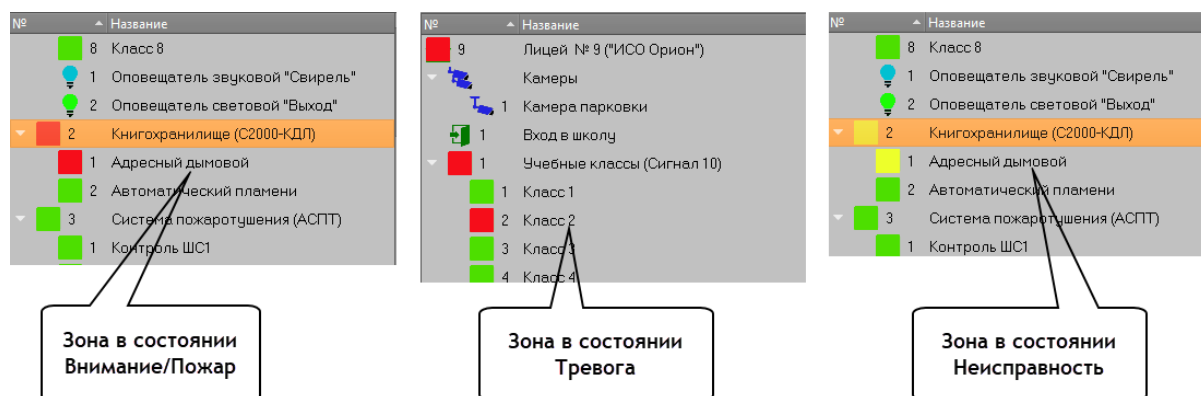 № Название
8 Класс 8
1 Оповещатель звуковой "Свирель"
2 Оповещатель световой "Выход"
2 Книгохранилище (С2000-КДЛ)
1 Адресный дымовой
2 Автоматический пламени
3 Система пожаротушения (АСПТ)
1 Контроль ШС1
Зона в состоянии
Внимание/Пожар
№ Название
9 Лицей № 9 ("ИСО Орион")
Камеры
1 Камера парковки
1 Вход в школу
1 Учебные классы (Сигнал 10)
1 Класс 1
2 Класс 2
3 Класс 3
4 Класс 4
Зона в состоянии
Тревога
№ Название
8 Класс 8
1 Оповещатель звуковой "Свирель"
2 Оповещатель световой "Выход"
2 Книгохранилище (С2000-КДЛ)
1 Адресный дымовой
2 Автоматический пламени
3 Система пожаротушения (АСПТ)
1 Контроль ШС1
Зона в состоянии
Неисправность